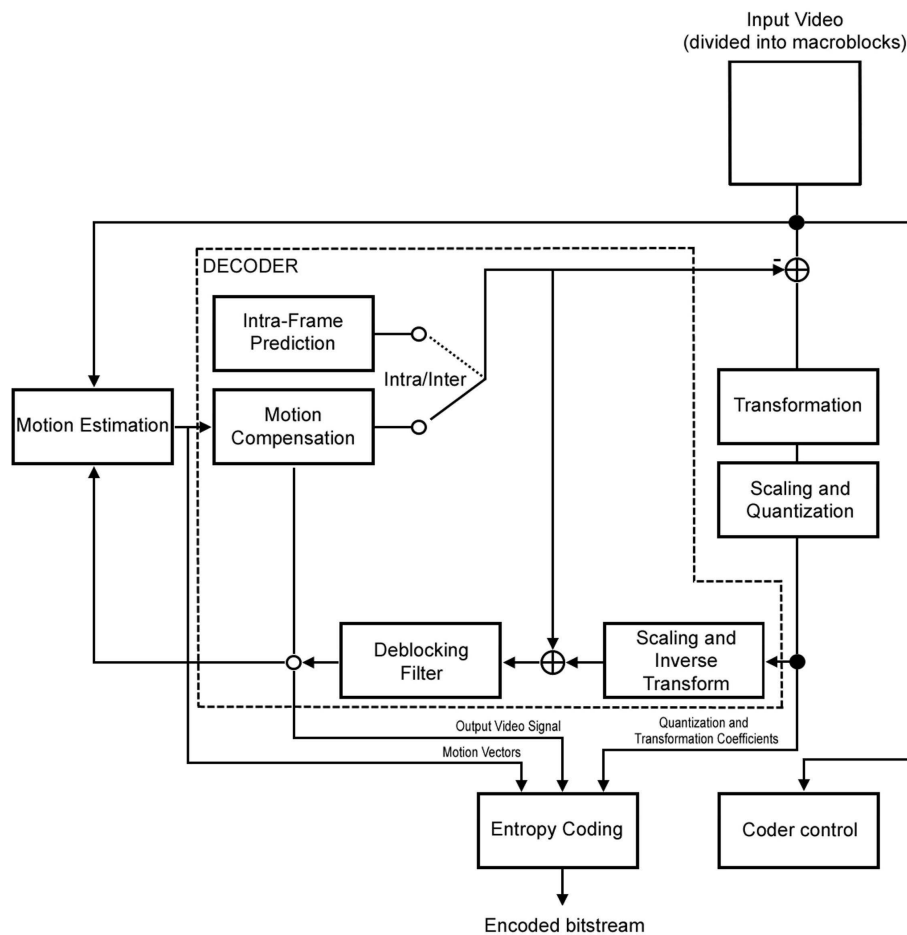 Input Video
(divided into macroblocks)
-
DECODER
Intra-Frame
Prediction
Intra/Inter
Motion Estimation
Motion
Compensation
Transformation
Scaling and
Quantization
Deblocking
Filter
Scaling and
Inverse
Transform
Output Video Signal
Quantization and
Transformation Coefficients
Motion Vectors
Entropy Coding
Coder control
Encoded bitstream